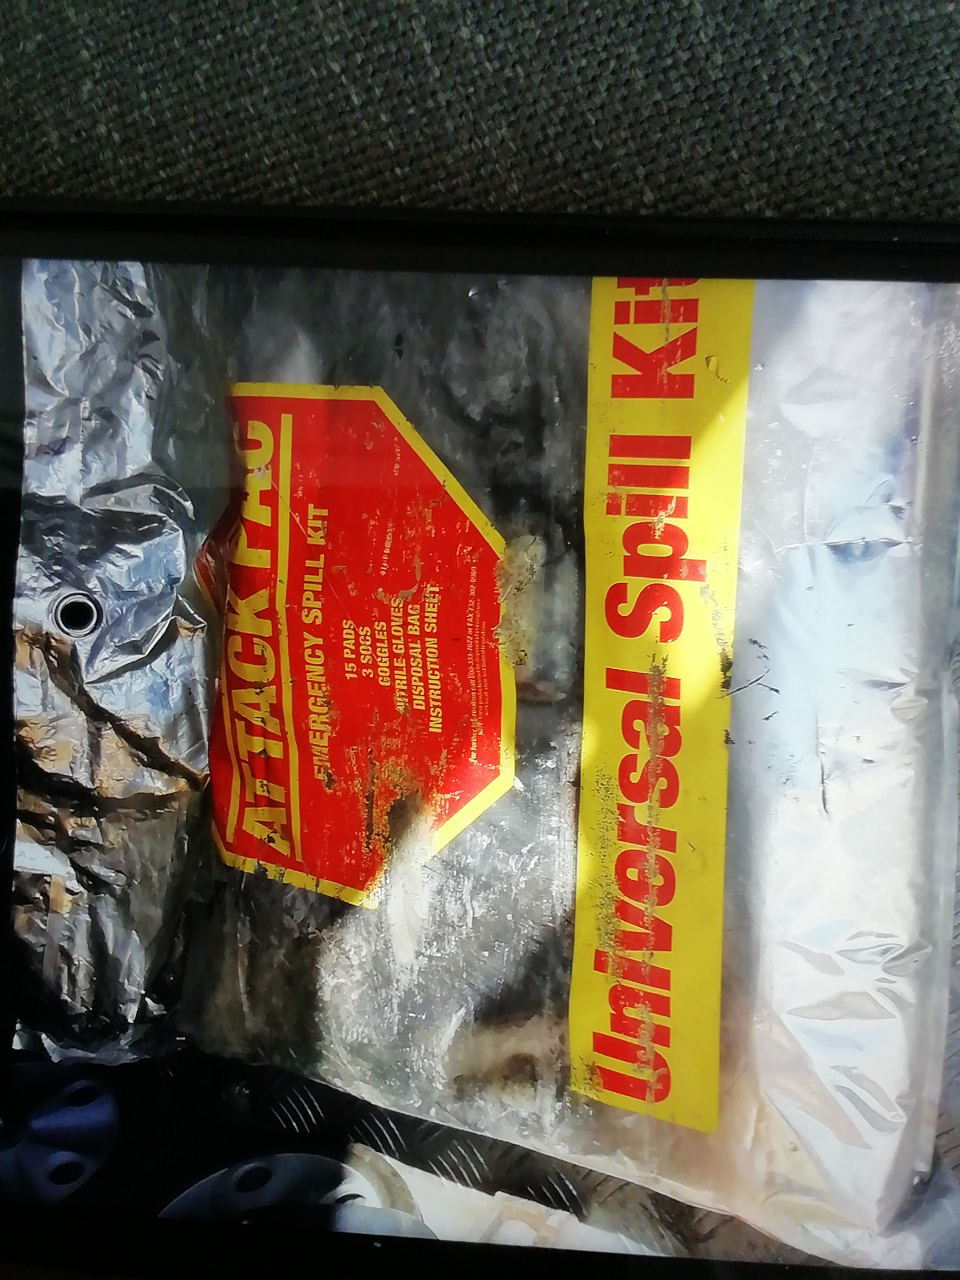 ATTACK PAC
EMERGENCY SPILL KIT
15 PADS
3 SOCS
GOGGLES
NITRILE GLOVES
DISPOSAL BAG
INSTRUCTION SHEET
Universal Spill Kit